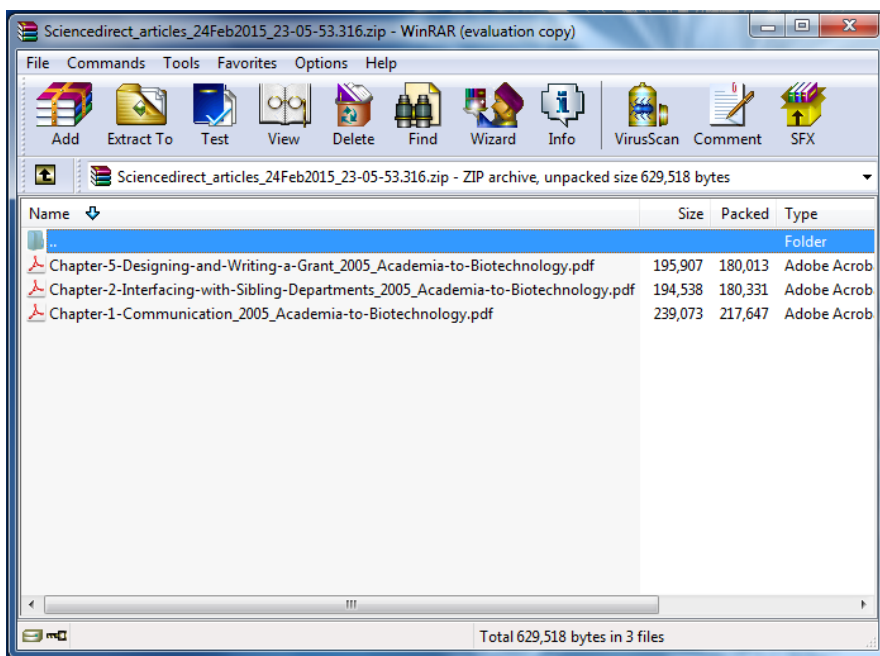 Sciencedirect_articles_24Feb2015_23-05-53.316.zip - WinRAR (evaluation copy)
File Commands Tools Favorites Options Help
Add Extract To Test View Delete Find Wizard Info VirusScan Comment SFX
Sciencedirect_articles_24Feb2015_23-05-53.316.zip - ZIP archive, unpacked size 629,518 bytes
Name Size Packed Type
.. Folder
Chapter-5-Designing-and-Writing-a-Grant_2005_Academia-to-Biotechnology.pdf 195,907 180,013 Adobe Acrob
Chapter-2-Interfacing-with-Sibling-Departments_2005_Academia-to-Biotechnology.pdf 194,538 180,331 Adobe Acrob
Chapter-1-Communication_2005_Academia-to-Biotechnology.pdf 239,073 217,647 Adobe Acrob
Total 629,518 bytes in 3 files